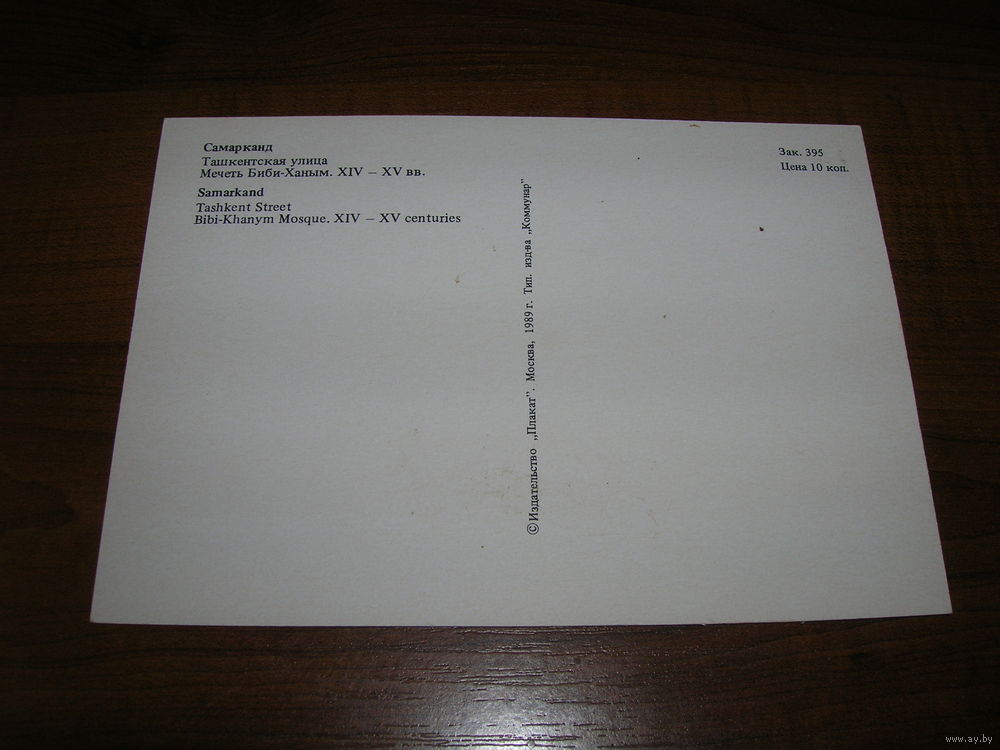 Самарканд
Ташкентская улица
Мечеть Биби-Ханым. XIV – XV вв.
Samarkand
Tashkent Street
Bibi-Khanym Mosque. XIV – XV centuries
© Издательство „Плакат”. Москва, 1989 г. Тип. изд-ва „Коммунар”
Зак. 395
Цена 10 коп.
www.ay.by